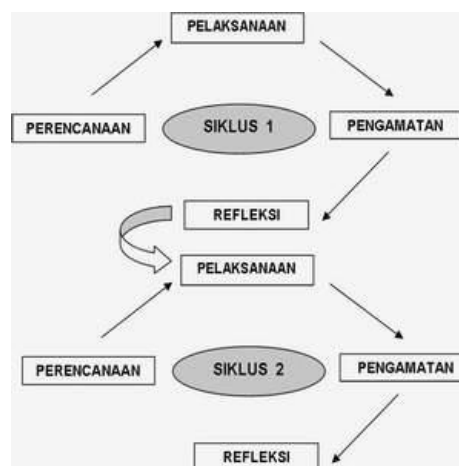 PELAKSANAAN
PERENCANAAN
SIKLUS 1
PENGAMATAN
REFLEKSI
PELAKSANAAN
PERENCANAAN
SIKLUS 2
PENGAMATAN
REFLEKSI